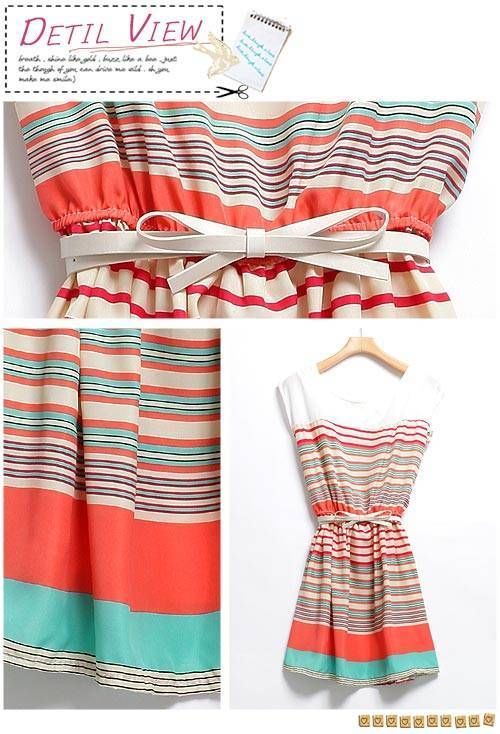 DETIL VIEW
breath, shine like gold, buzz like a bee, just
the though of you can drive me wild, oh you
make me smile:)